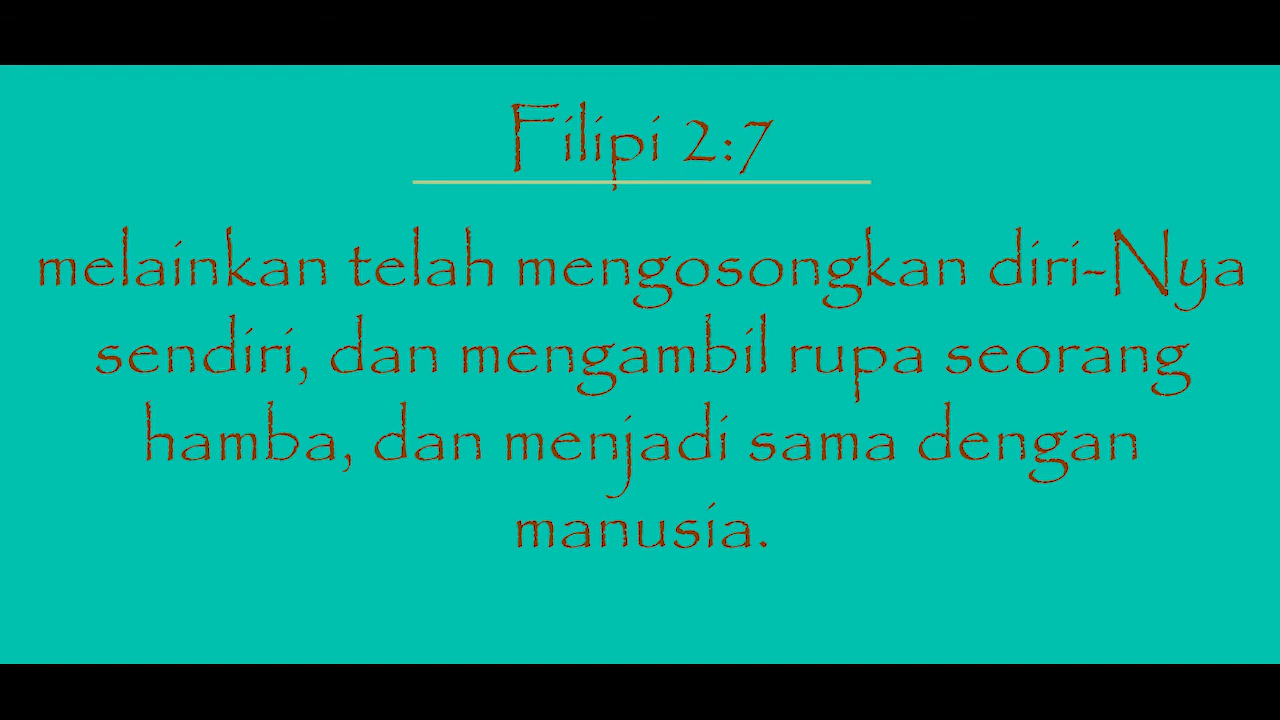 Filipi 2:7
melainkan telah mengosongkan diri-Nya
sendiri, dan mengambil rupa seorang
hamba, dan menjadi sama dengan
manusia.